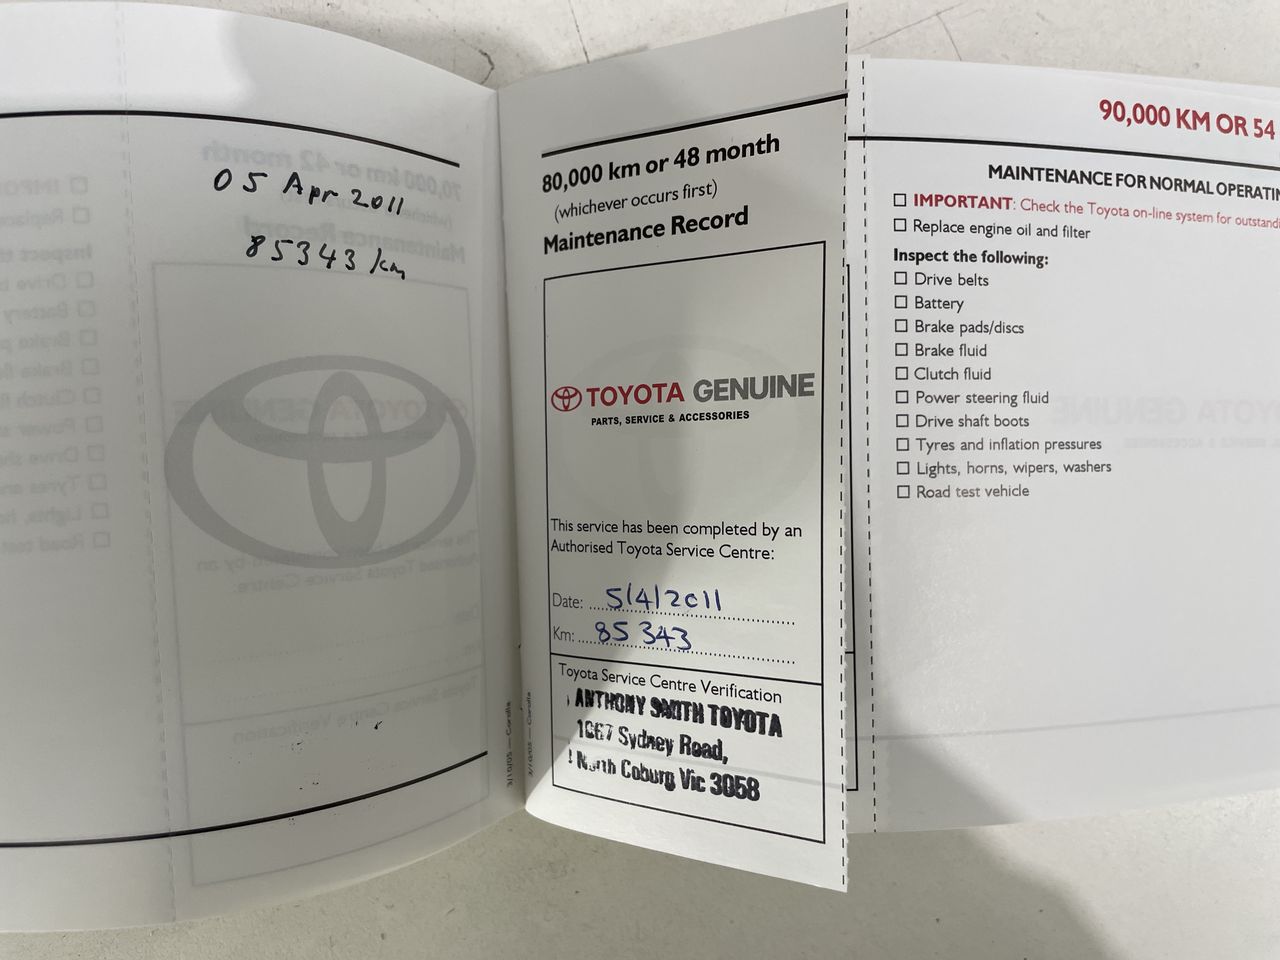 05 Apr 2011
85343 km
80,000 km or 48 month
(whichever occurs first)
Maintenance Record
TOYOTA GENUINE
PARTS, SERVICE & ACCESSORIES
This service has been completed by an
Authorised Toyota Service Centre:
Date: 5/4/2011
Km: 85 343
Toyota Service Centre Verification
ANTHONY SMITH TOYOTA
Sydney Road,
North Coburg Vic 3058
90,000 KM OR 54
MAINTENANCE FOR NORMAL
☐ IMPORTANT: Check the Toyota on-line system for
☐ Replace engine oil and filter
Inspect the following:
☐ Drive belts
☐ Battery
☐ Brake pads/discs
☐ Brake fluid
☐ Clutch fluid
☐ Power steering fluid
☐ Drive shaft boots
☐ Tyres and inflation pressures
☐ Lights, horns, wipers, washers
☐ Road test vehicle